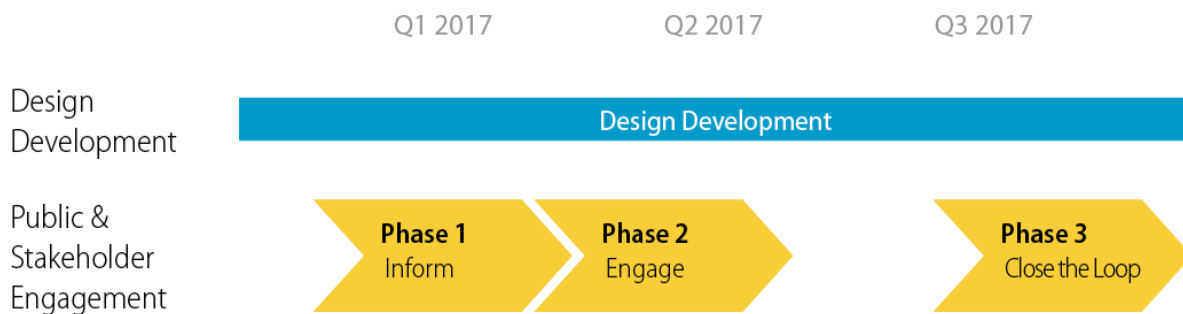 Q1 2017 Q2 2017 Q3 2017
Design
Development
Design Development
Public &
Stakeholder
Engagement
Phase 1
Inform
Phase 2
Engage
Phase 3
Close the Loop